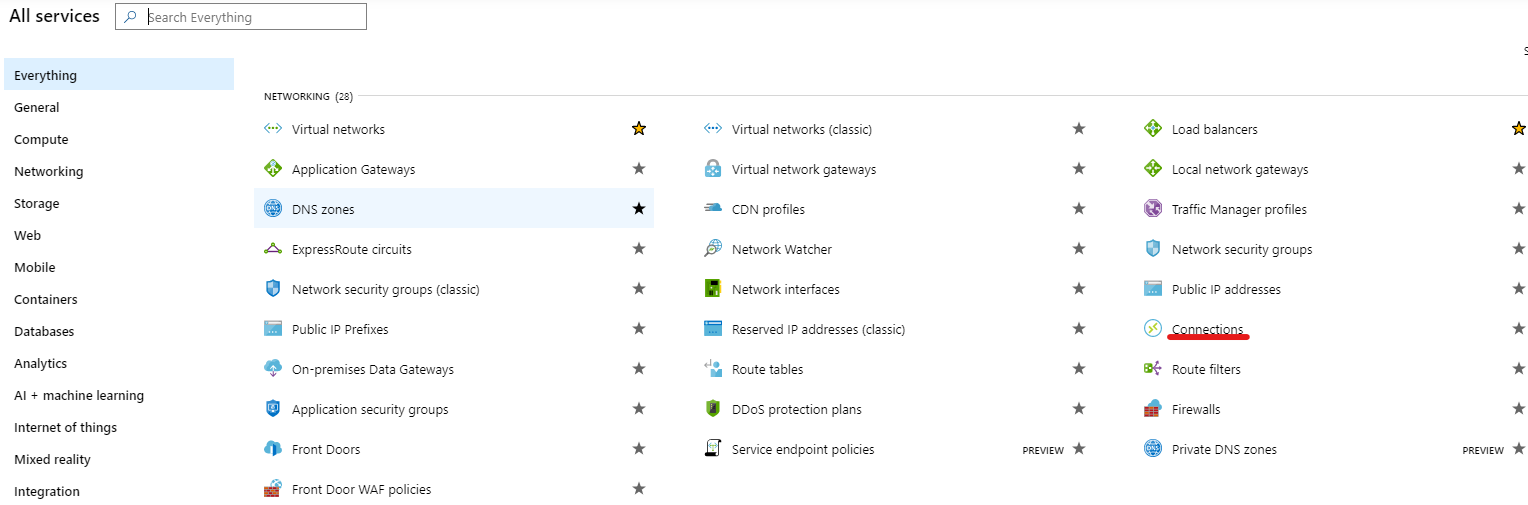 All services
Search Everything
S
Everything
General
Compute
Networking
Storage
Web
Mobile
Containers
Databases
Analytics
AI + machine learning
Internet of things
Mixed reality
Integration
NETWORKING (28)
Virtual networks
Virtual networks (classic)
Load balancers
Application Gateways
Virtual network gateways
Local network gateways
DNS zones
CDN profiles
Traffic Manager profiles
ExpressRoute circuits
Network Watcher
Network security groups
Network security groups (classic)
Network interfaces
Public IP addresses
Public IP Prefixes
Reserved IP addresses (classic)
Connections
On-premises Data Gateways
Route tables
Route filters
Application security groups
DDoS protection plans
Firewalls
Front Doors
Service endpoint policies PREVIEW
Private DNS zones PREVIEW
Front Door WAF policies